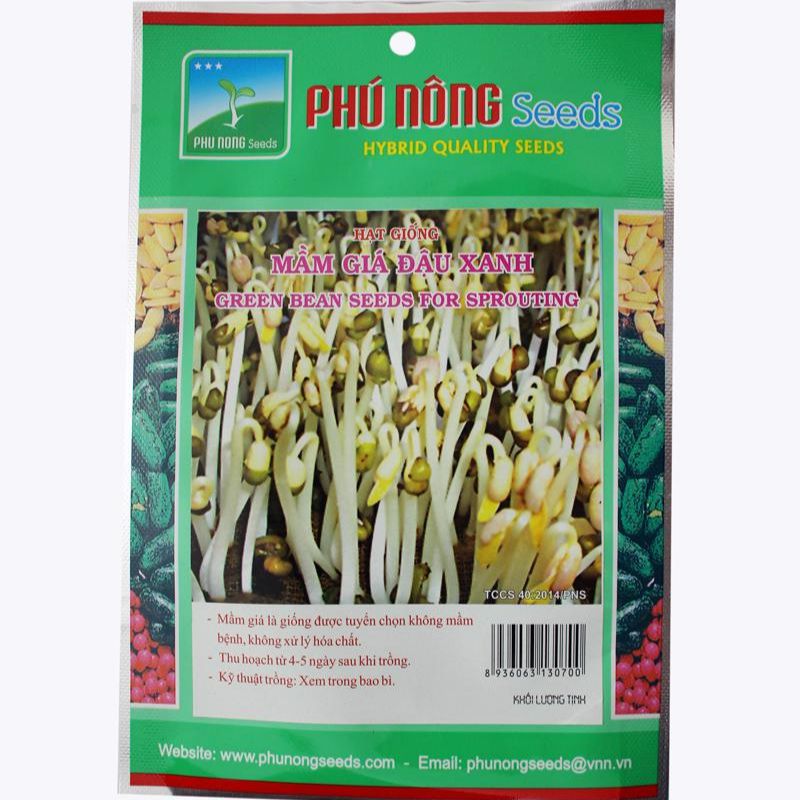 PHU NONG Seeds
PHÚ NÔNG Seeds
HYBRID QUALITY SEEDS
HẠT GIỐNG
MẦM GIÁ ĐẬU XANH
GREEN BEAN SEEDS FOR SPROUTING
TCCS 40-2014/PNS
- Mầm giá là giống được tuyển chọn không mầm
bệnh, không xử lý hóa chất.
- Thu hoạch từ 4-5 ngày sau khi trồng.
- Kỹ thuật trồng: Xem trong bao bì.
8 936063 130700
KHỐI LƯỢNG TỊNH
Website: www.phunongseeds.com - Email: phunongseeds@vnn.vn